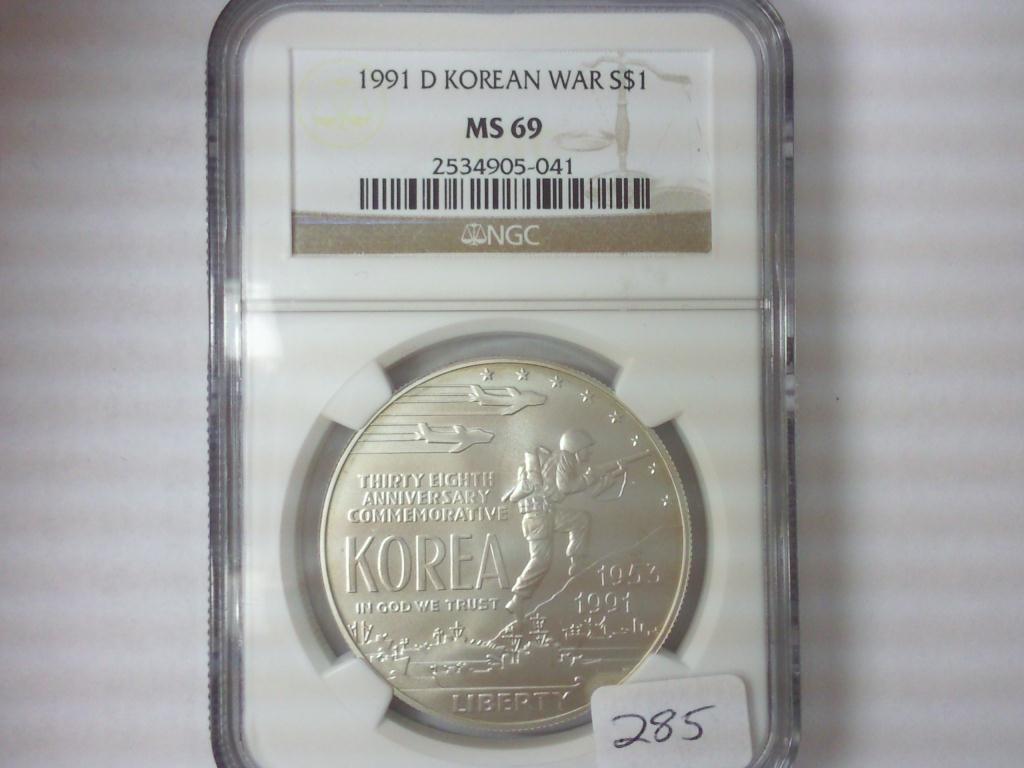 1991 D KOREAN WAR S$1
MS 69
2534905-041
NGC
THIRTY EIGHTH
ANNIVERSARY
COMMEMORATIVE
KOREA
IN GOD WE TRUST
1953
1991
LIBERTY
285